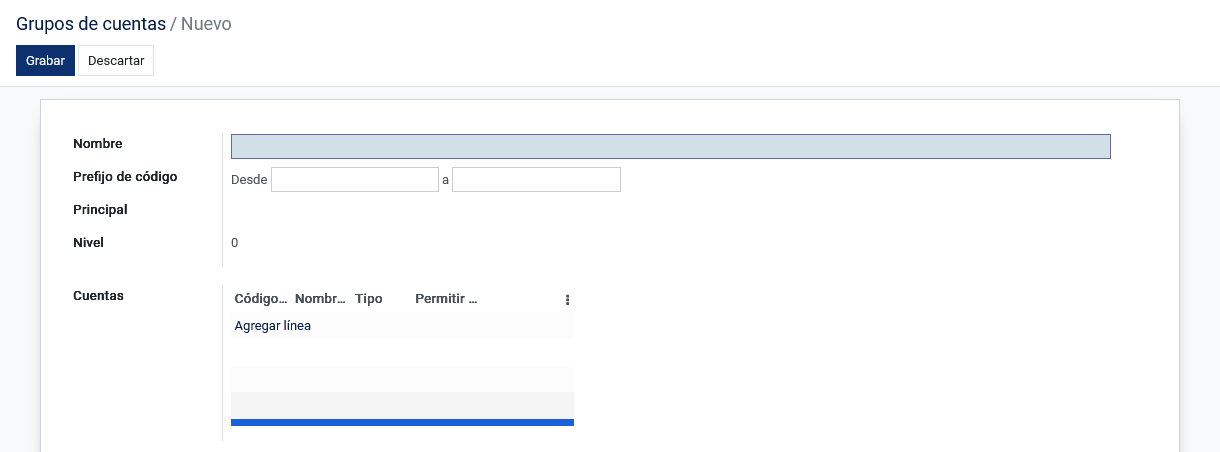 Grupos de cuentas / Nuevo
Grabar Descartar
Nombre
Prefijo de código Desde a
Principal
Nivel 0
Cuentas Código... Nombr... Tipo Permitir ...
Agregar línea